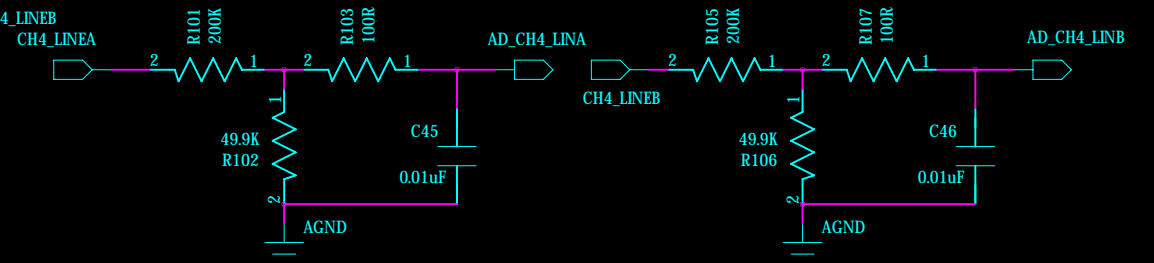 4_LINEB
CH4_LINEA
R101
200K
2
1
R103
100R
2
1
AD_CH4_LINA
1
49.9K
R102
2
C45
0.01uF
AGND
CH4_LINEB
R105
200K
2
1
R107
100R
2
1
AD_CH4_LINB
1
49.9K
R106
2
C46
0.01uF
AGND